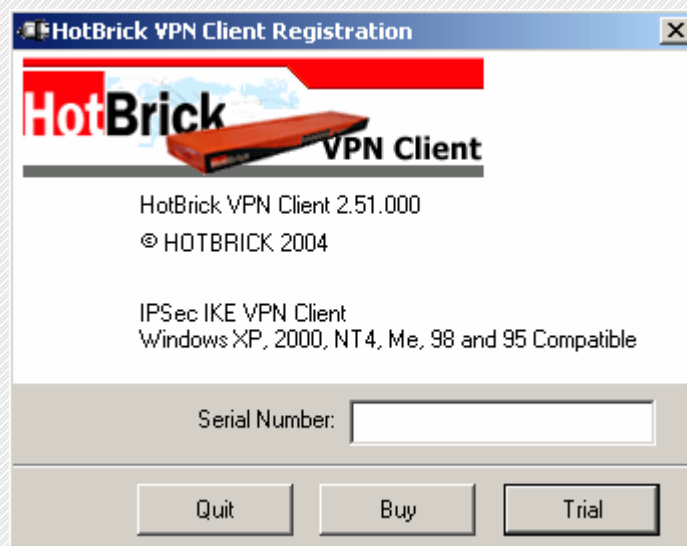 HotBrick VPN Client Registration
HotBrick
VPN Client
HotBrick VPN Client 2.51.000
© HOTBRICK 2004
IPSec IKE VPN Client
Windows XP, 2000, NT4, Me, 98 and 95 Compatible
Serial Number:
Quit Buy Trial